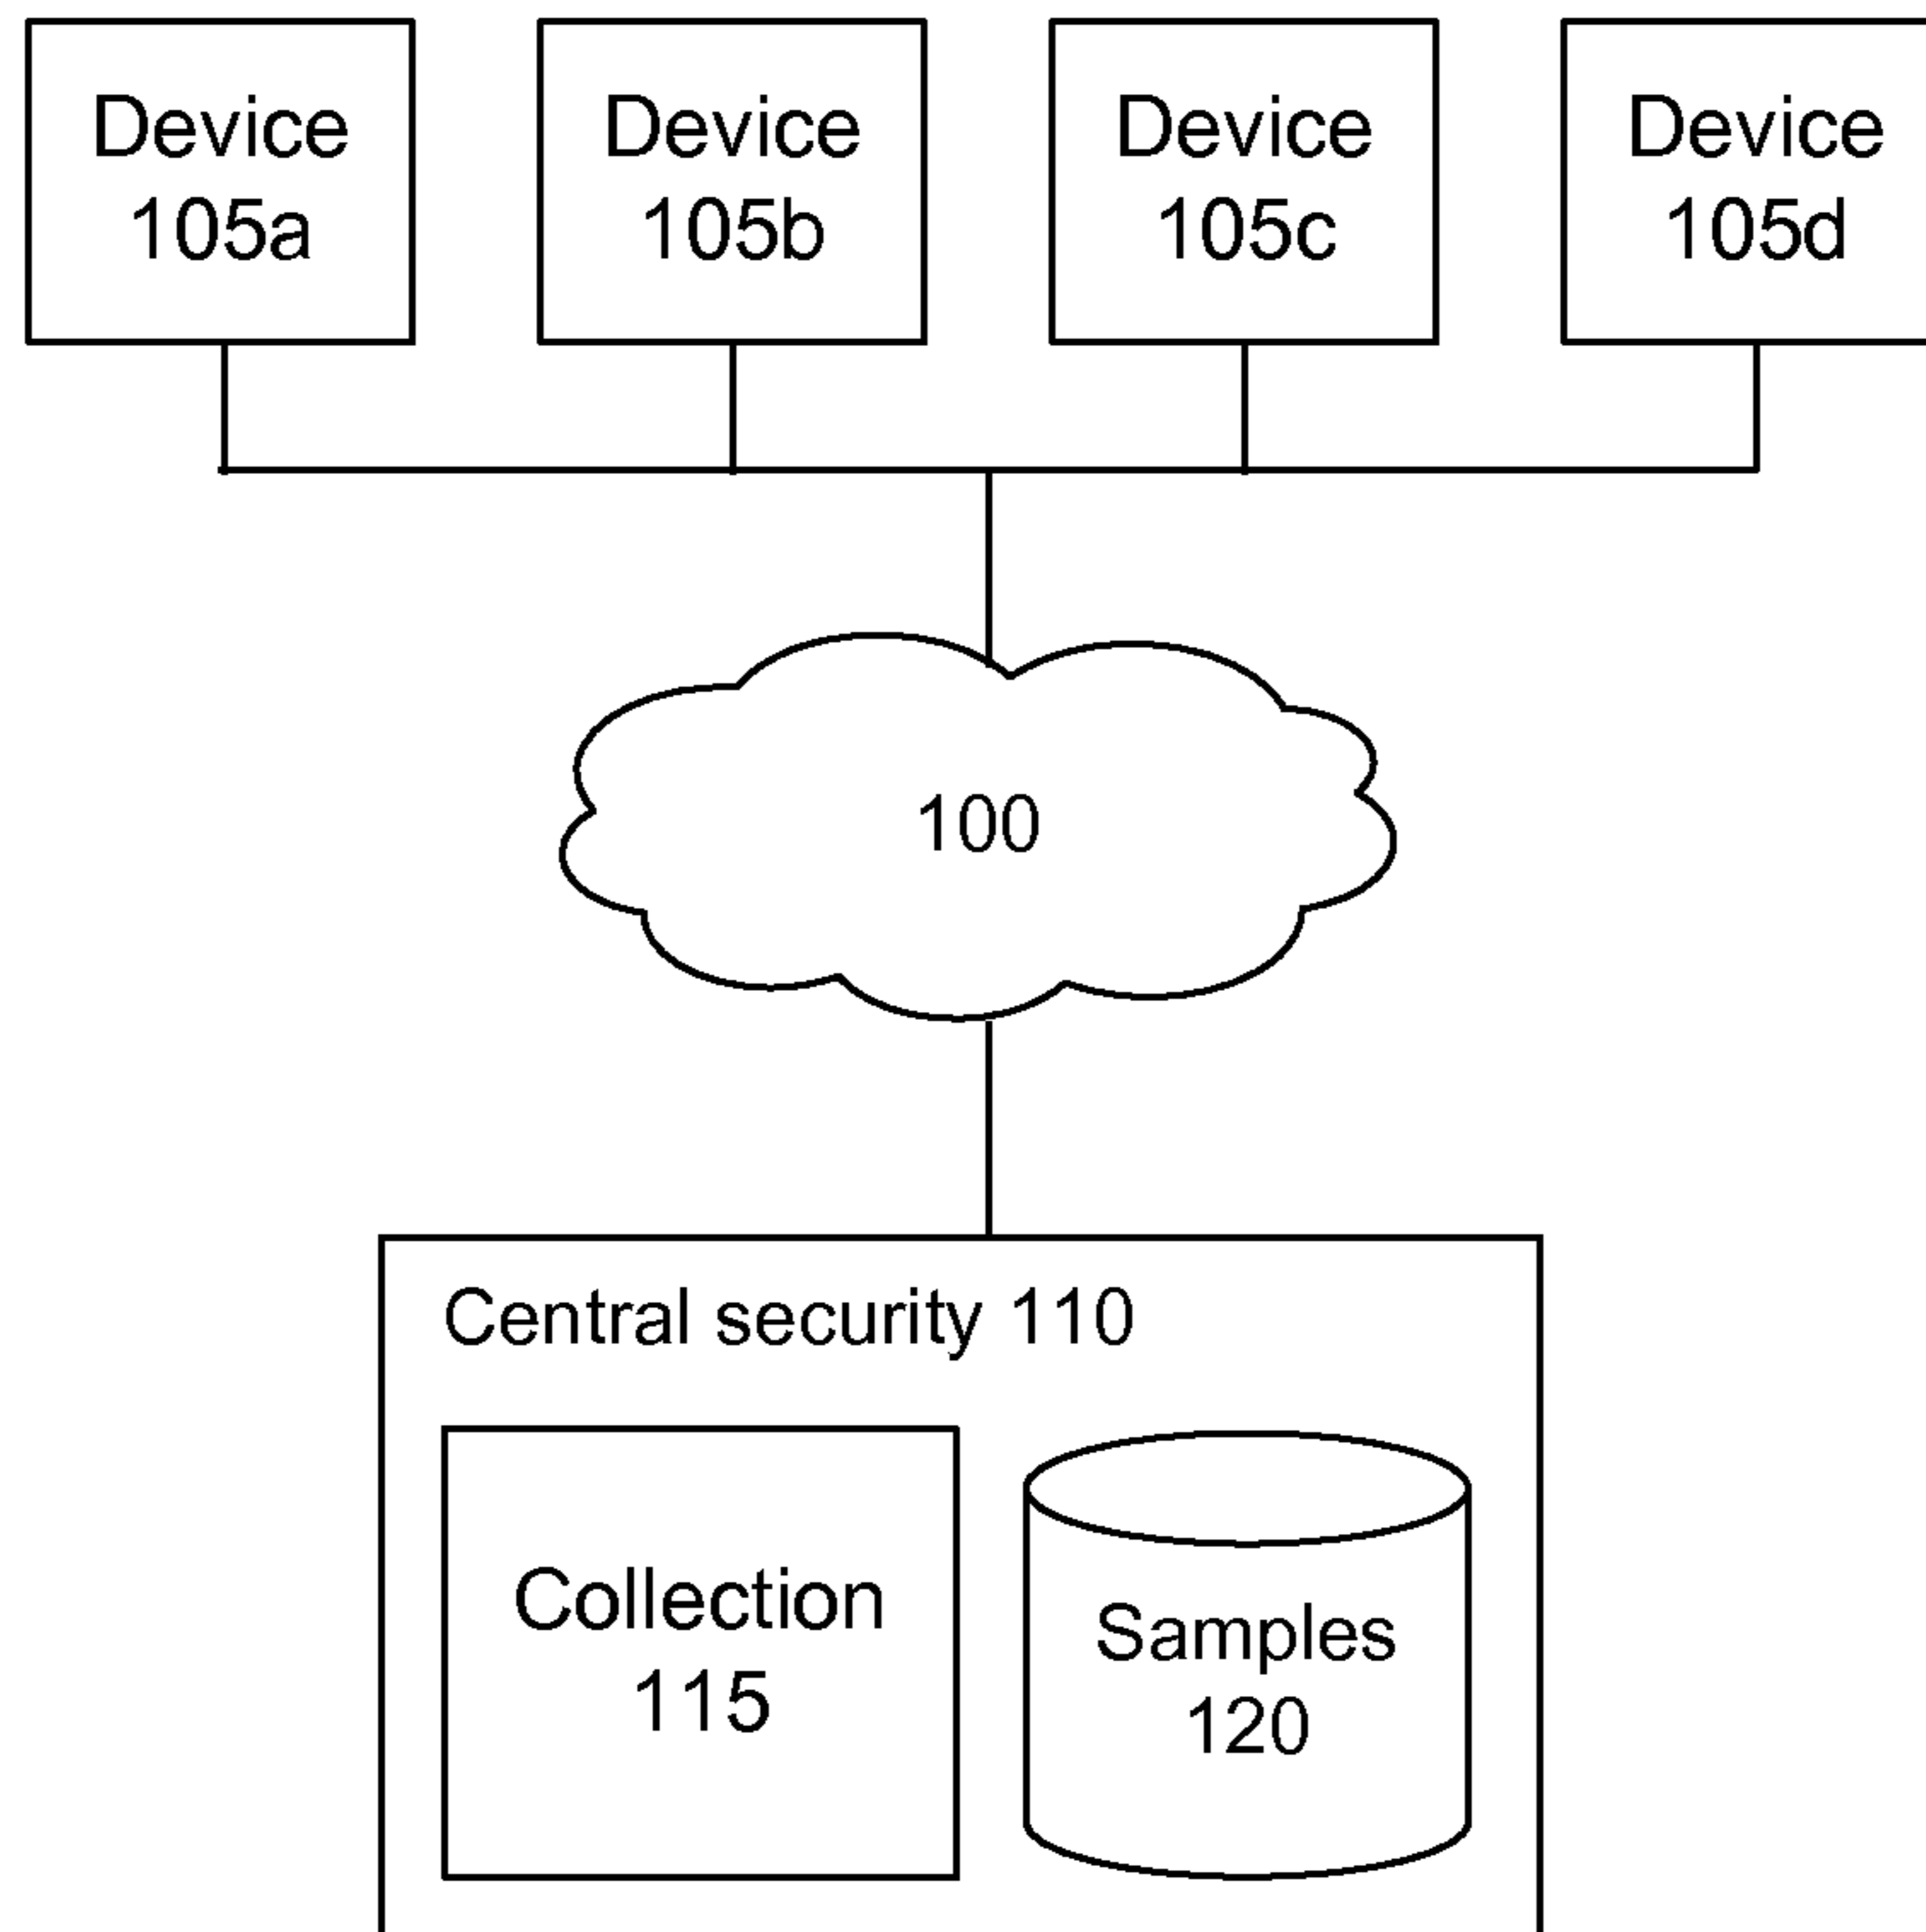 Device
105a
Device
105b
Device
105c
Device
105d
100
Central security 110
Collection
115
Samples
120